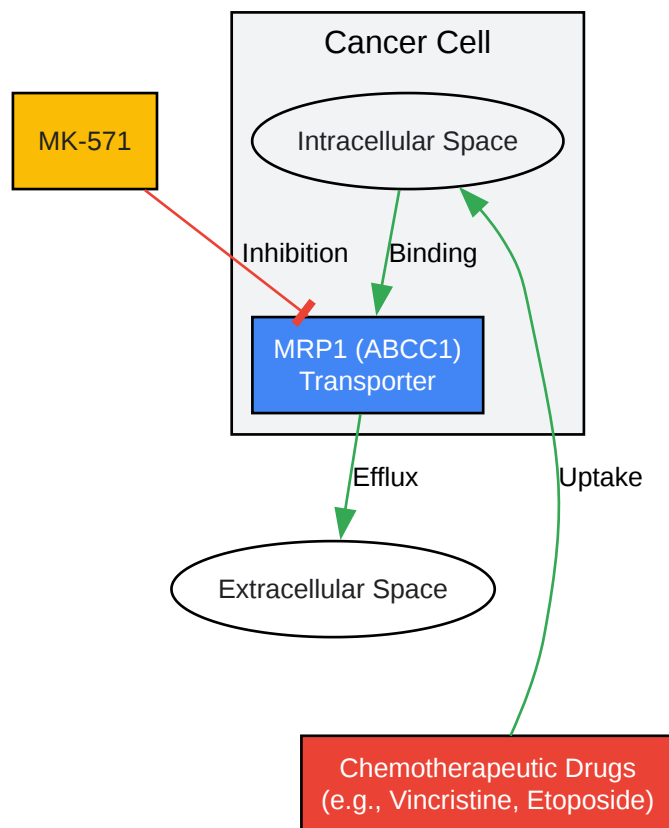 Cancer Cell
MK-571
Intracellular Space
Inhibition
Binding
MRP1 (ABCC1)
Transporter
Efflux
Uptake
Extracellular Space
Chemotherapeutic Drugs
(e.g., Vincristine, Etoposide)